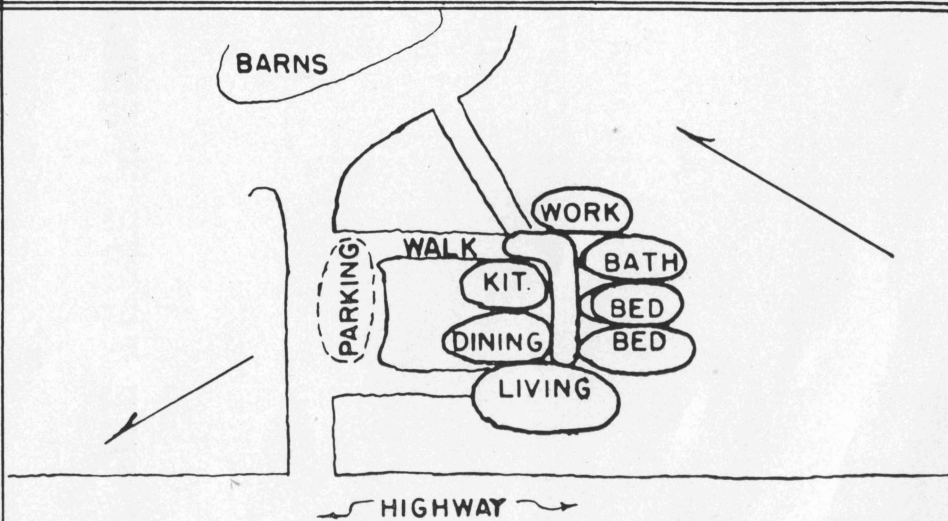 BARNS
WORK
WALK
BATH
KIT.
PARKING
BED
DINING
BED
LIVING
HIGHWAY